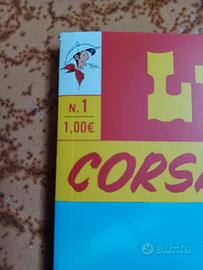 N. 1
1,00€
L
CORSA
subito